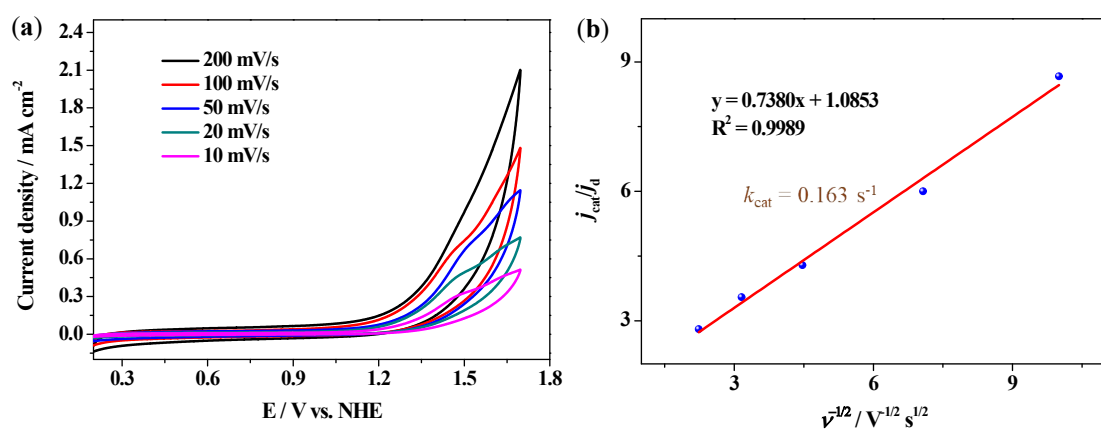 (a)
200 mV/s
100 mV/s
50 mV/s
20 mV/s
10 mV/s
2.4
2.1
1.8
1.5
1.2
0.9
0.6
0.3
0.0
Current density / mA cm⁻²
0.3 0.6 0.9 1.2 1.5 1.8
E / V vs. NHE
(b)
y = 0.7380x + 1.0853
R² = 0.9989
k_cat = 0.163 s⁻¹
9
6
3
j_cat/j_d
3 6 9
ν^-1/2 / V^-1/2 s^1/2